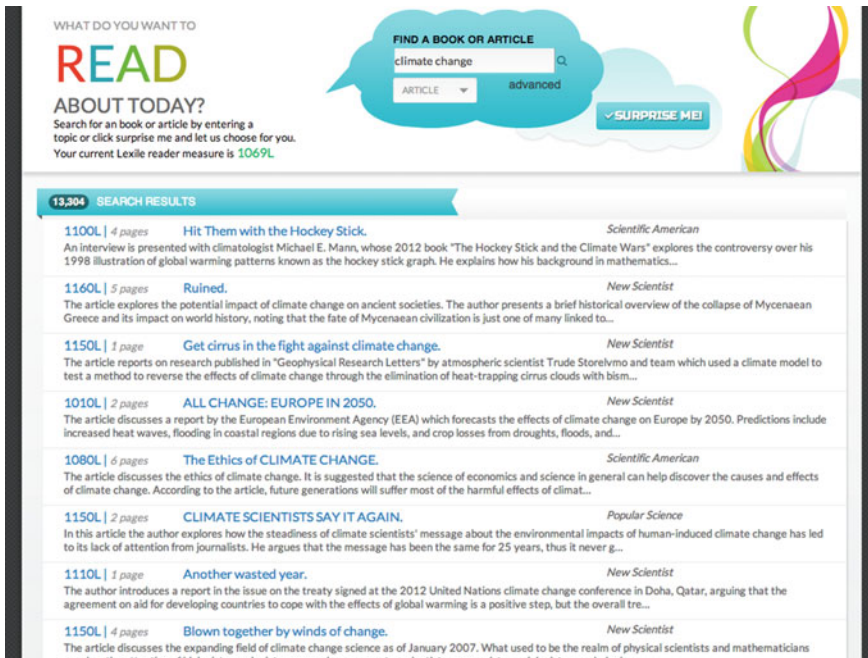 WHAT DO YOU WANT TO
READ
ABOUT TODAY?
Search for an book or article by entering a
topic or click surprise me and let us choose for you.
Your current Lexile reader measure is 1069L
FIND A BOOK OR ARTICLE
climate change
ARTICLE
advanced
SURPRISE ME!
13,304 SEARCH RESULTS
1100L | 4 pages Hit Them with the Hockey Stick. Scientific American
An interview is presented with climatologist Michael E. Mann, whose 2012 book "The Hockey Stick and the Climate Wars" explores the controversy over his
1998 illustration of global warming patterns known as the hockey stick graph. He explains how his background in mathematics...
1160L | 5 pages Ruined. New Scientist
The article explores the potential impact of climate change on ancient societies. The author presents a brief historical overview of the collapse of Mycenaean
Greece and its impact on world history, noting that the fate of Mycenaean civilization is just one of many linked to...
1150L | 1 page Get cirrus in the fight against climate change. New Scientist
The article reports on research published in "Geophysical Research Letters" by atmospheric scientist Trude Storelvmo and team which used a climate model to
test a method to reverse the effects of climate change through the elimination of heat-trapping cirrus clouds with bism...
1010L | 2 pages ALL CHANGE: EUROPE IN 2050. New Scientist
The article discusses a report by the European Environment Agency (EEA) which forecasts the effects of climate change on Europe by 2050. Predictions include
increased heat waves, flooding in coastal regions due to rising sea levels, and crop losses from droughts, floods, and...
1080L | 6 pages The Ethics of CLIMATE CHANGE. Scientific American
The article discusses the ethics of climate change. It is suggested that the science of economics and science in general can help discover the causes and effects
of climate change. According to the article, future generations will suffer most of the harmful effects of climat...
1150L | 2 pages CLIMATE SCIENTISTS SAY IT AGAIN. Popular Science
In this article the author explores how the steadiness of climate scientists' message about the environmental impacts of human-induced climate change has led
to its lack of attention from journalists. He argues that the message has been the same for 25 years, thus it never g...
1110L | 1 page Another wasted year. New Scientist
The author introduces a report in the issue on the treaty signed at the 2012 United Nations climate change conference in Doha, Qatar, arguing that the
agreement on aid for developing countries to cope with the effects of global warming is a positive step, but the overall tre...
1150L | 4 pages Blown together by winds of change. New Scientist
The article discusses the expanding field of climate change science as of January 2007. What used to be the realm of physical scientists and mathematicians